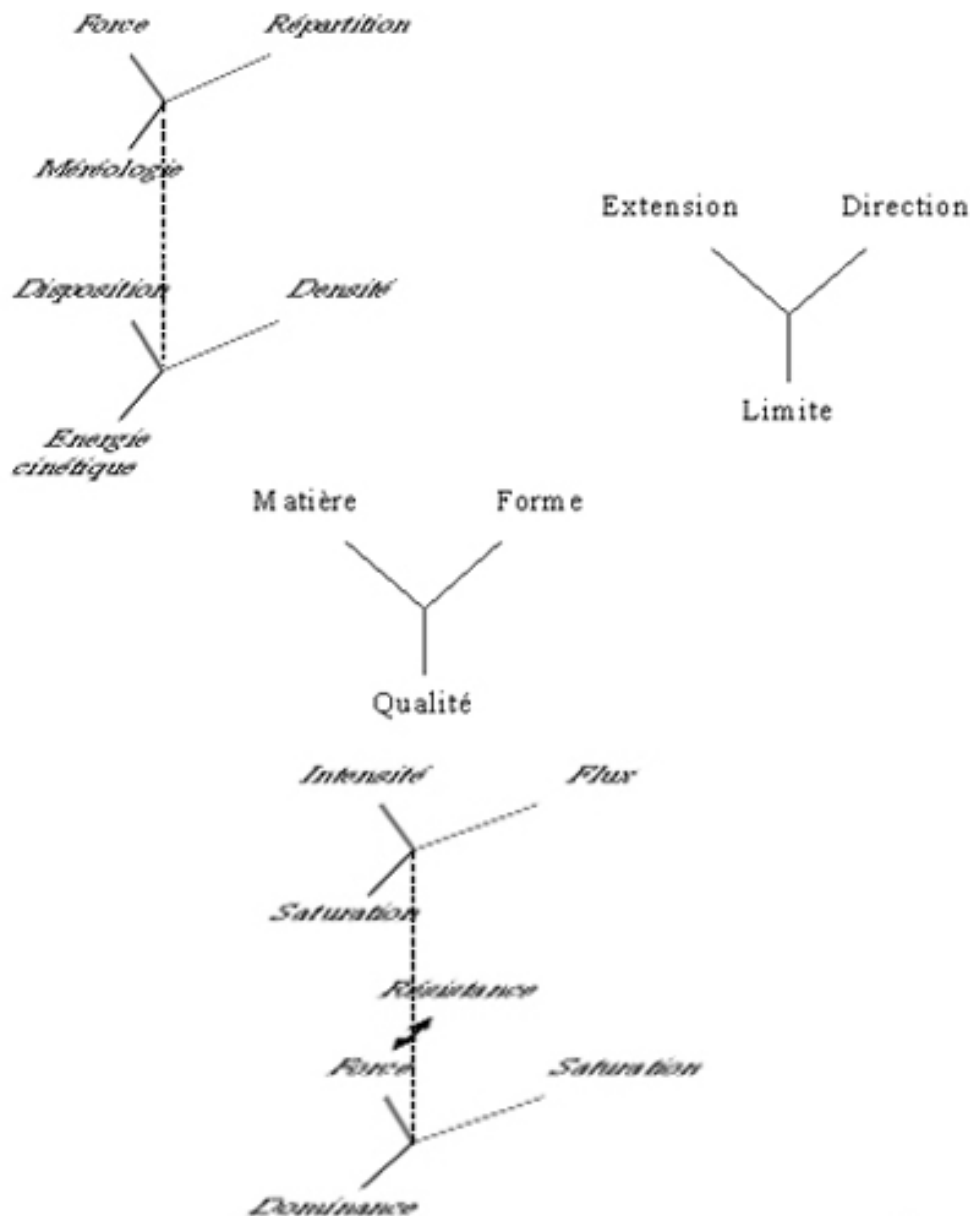 Force Répartition
Méréologie
Extension Direction
Disposition Densité
Limite
Energie
cinétique
Matière Forme
Qualité
Intensité Flux
Saturation
Résistance
Force Saturation
Dominance